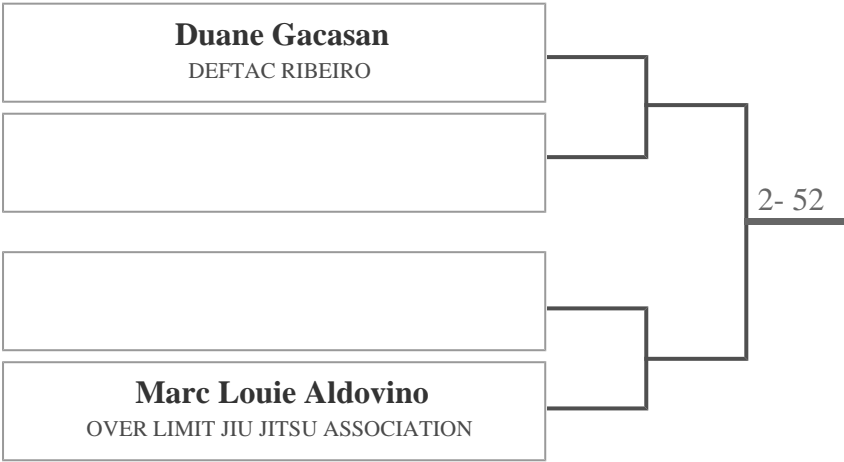 Duane Gacasan
DEFTAC RIBEIRO
2- 52
Marc Louie Aldovino
OVER LIMIT JIU JITSU ASSOCIATION